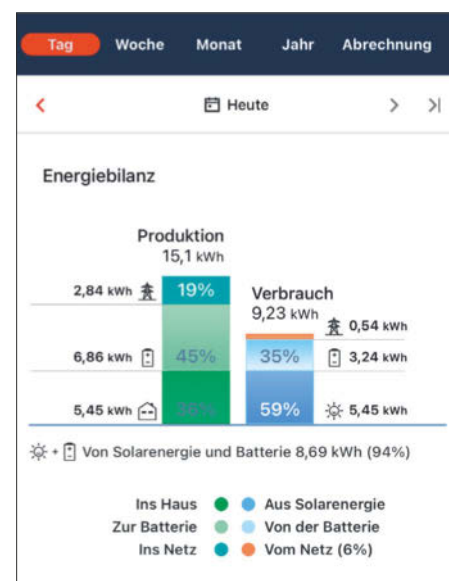 Tag Woche Monat Jahr Abrechnung
Heute
Energiebilanz
Produktion
15,1 kWh
2,84 kWh 19%
Verbrauch
9,23 kWh
0,54 kWh
6,86 kWh 45% 35% 3,24 kWh
5,45 kWh 36% 59% 5,45 kWh
+ Von Solarenergie und Batterie 8,69 kWh (94%)
Ins Haus Aus Solarenergie
Zur Batterie Von der Batterie
Ins Netz Vom Netz (6%)